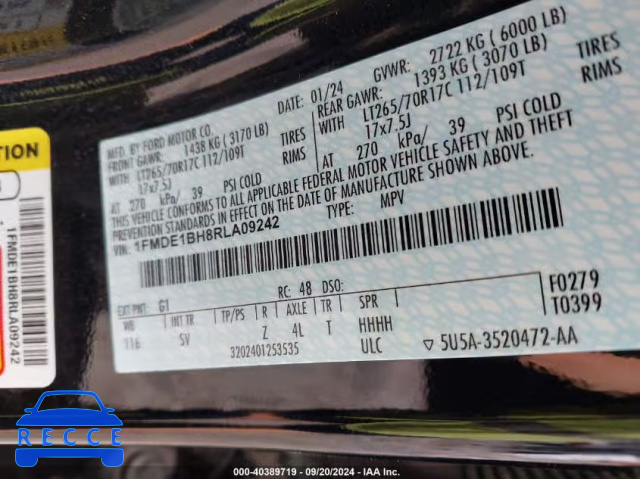 MFD. BY FORD MOTOR CO.
DATE: 01/24
GVWR: 2722 KG ( 6000 LB)
FRONT GAWR: 1438 KG ( 3170 LB)
REAR GAWR: 1393 KG ( 3070 LB)
WITH LT265/70R17C 112/109T TIRES
WITH LT265/70R17C 112/109T TIRES
17x7.5J RIMS
17x7.5J RIMS
AT 270 kPa/ 39 PSI COLD
AT 270 kPa/ 39 PSI COLD
THIS VEHICLE CONFORMS TO ALL APPLICABLE FEDERAL MOTOR VEHICLE SAFETY AND THEFT
PREVENTION STANDARDS IN EFFECT ON THE DATE OF MANUFACTURE SHOWN ABOVE.
VIN: 1FMDE1BH8RLA09242
TYPE: MPV
F0279
T0399
EXT PNT: G1 RC: 48 DSO:
WB INT TR TP/PS R AXLE TR SPR
116 SV Z 4L T HHHH
3202401253535 ULC
▽ 5U5A-3520472-AA
TION
1FMDE1BH8RLA09242
RECCE
000-40389719 - 09/20/2024 - IAA Inc.